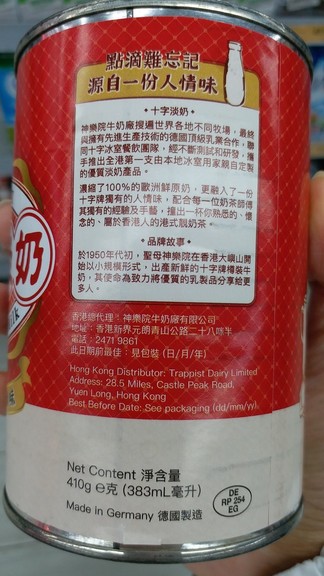 點滴難忘記
源自一份人情味
• 十字淡奶 •
神樂院牛奶廠搜遍世界各地不同牧場，最終
與擁有先進生產技術的德國頂級乳業合作，聯
同十字冰室餐飲團隊，經不斷測試和研發，攜
手推出全港第一支由本地冰室用家親自定製
的優質淡奶產品。
濃縮了100%的歐洲鮮原奶，更融入了一份
十字牌獨有的人情味，配合每一位奶茶師傅
其獨有的經驗及手藝，撞出一杯你熟悉的、懷
念的、屬於香港人的港式靚奶茶。
• 品牌故事 •
於1950年代初，聖母神樂院在香港大嶼山開
始以小規模形式，出產新鮮的十字牌樽裝牛
奶，其使命為致力將優質的乳製品分享給更
多人。
奶
香港總代理：神樂院牛奶廠有限公司
地址：香港新界元朗青山公路二十八咪半
電話：2471 9861
此日期前最佳：見包裝 (日/月/年)
Hong Kong Distributor: Trappist Dairy Limited
Address: 28.5 Miles, Castle Peak Road,
Yuen Long, Hong Kong
Best Before Date: See packaging (dd/mm/yy)
Net Content 淨含量
410g e克 (383mL毫升)
Made in Germany 德國製造
DE
RP 254
EG